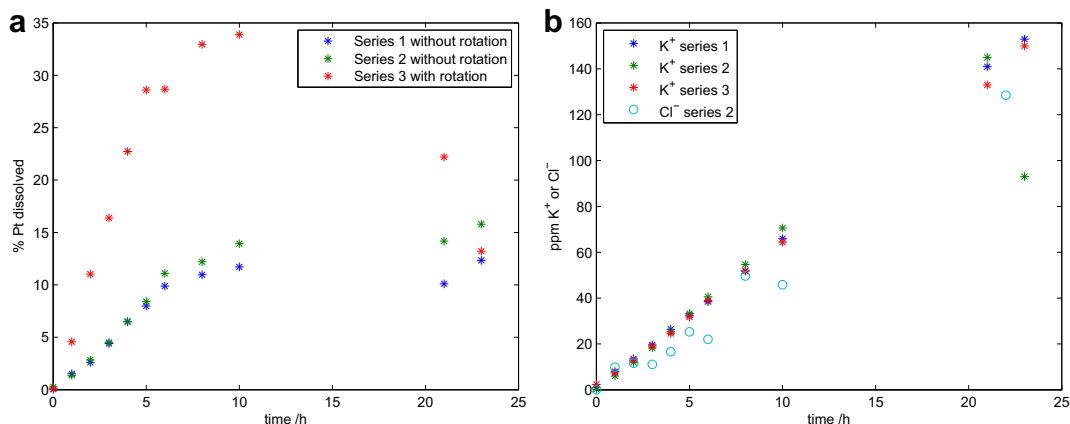 a
35
30
25
20
15
10
5
0
% Pt dissolved
0 5 10 15 20 25
time /h
Series 1 without rotation
Series 2 without rotation
Series 3 with rotation
b
160
140
120
100
80
60
40
20
0
ppm K⁺ or Cl⁻
0 5 10 15 20 25
time /h
K⁺ series 1
K⁺ series 2
K⁺ series 3
Cl⁻ series 2